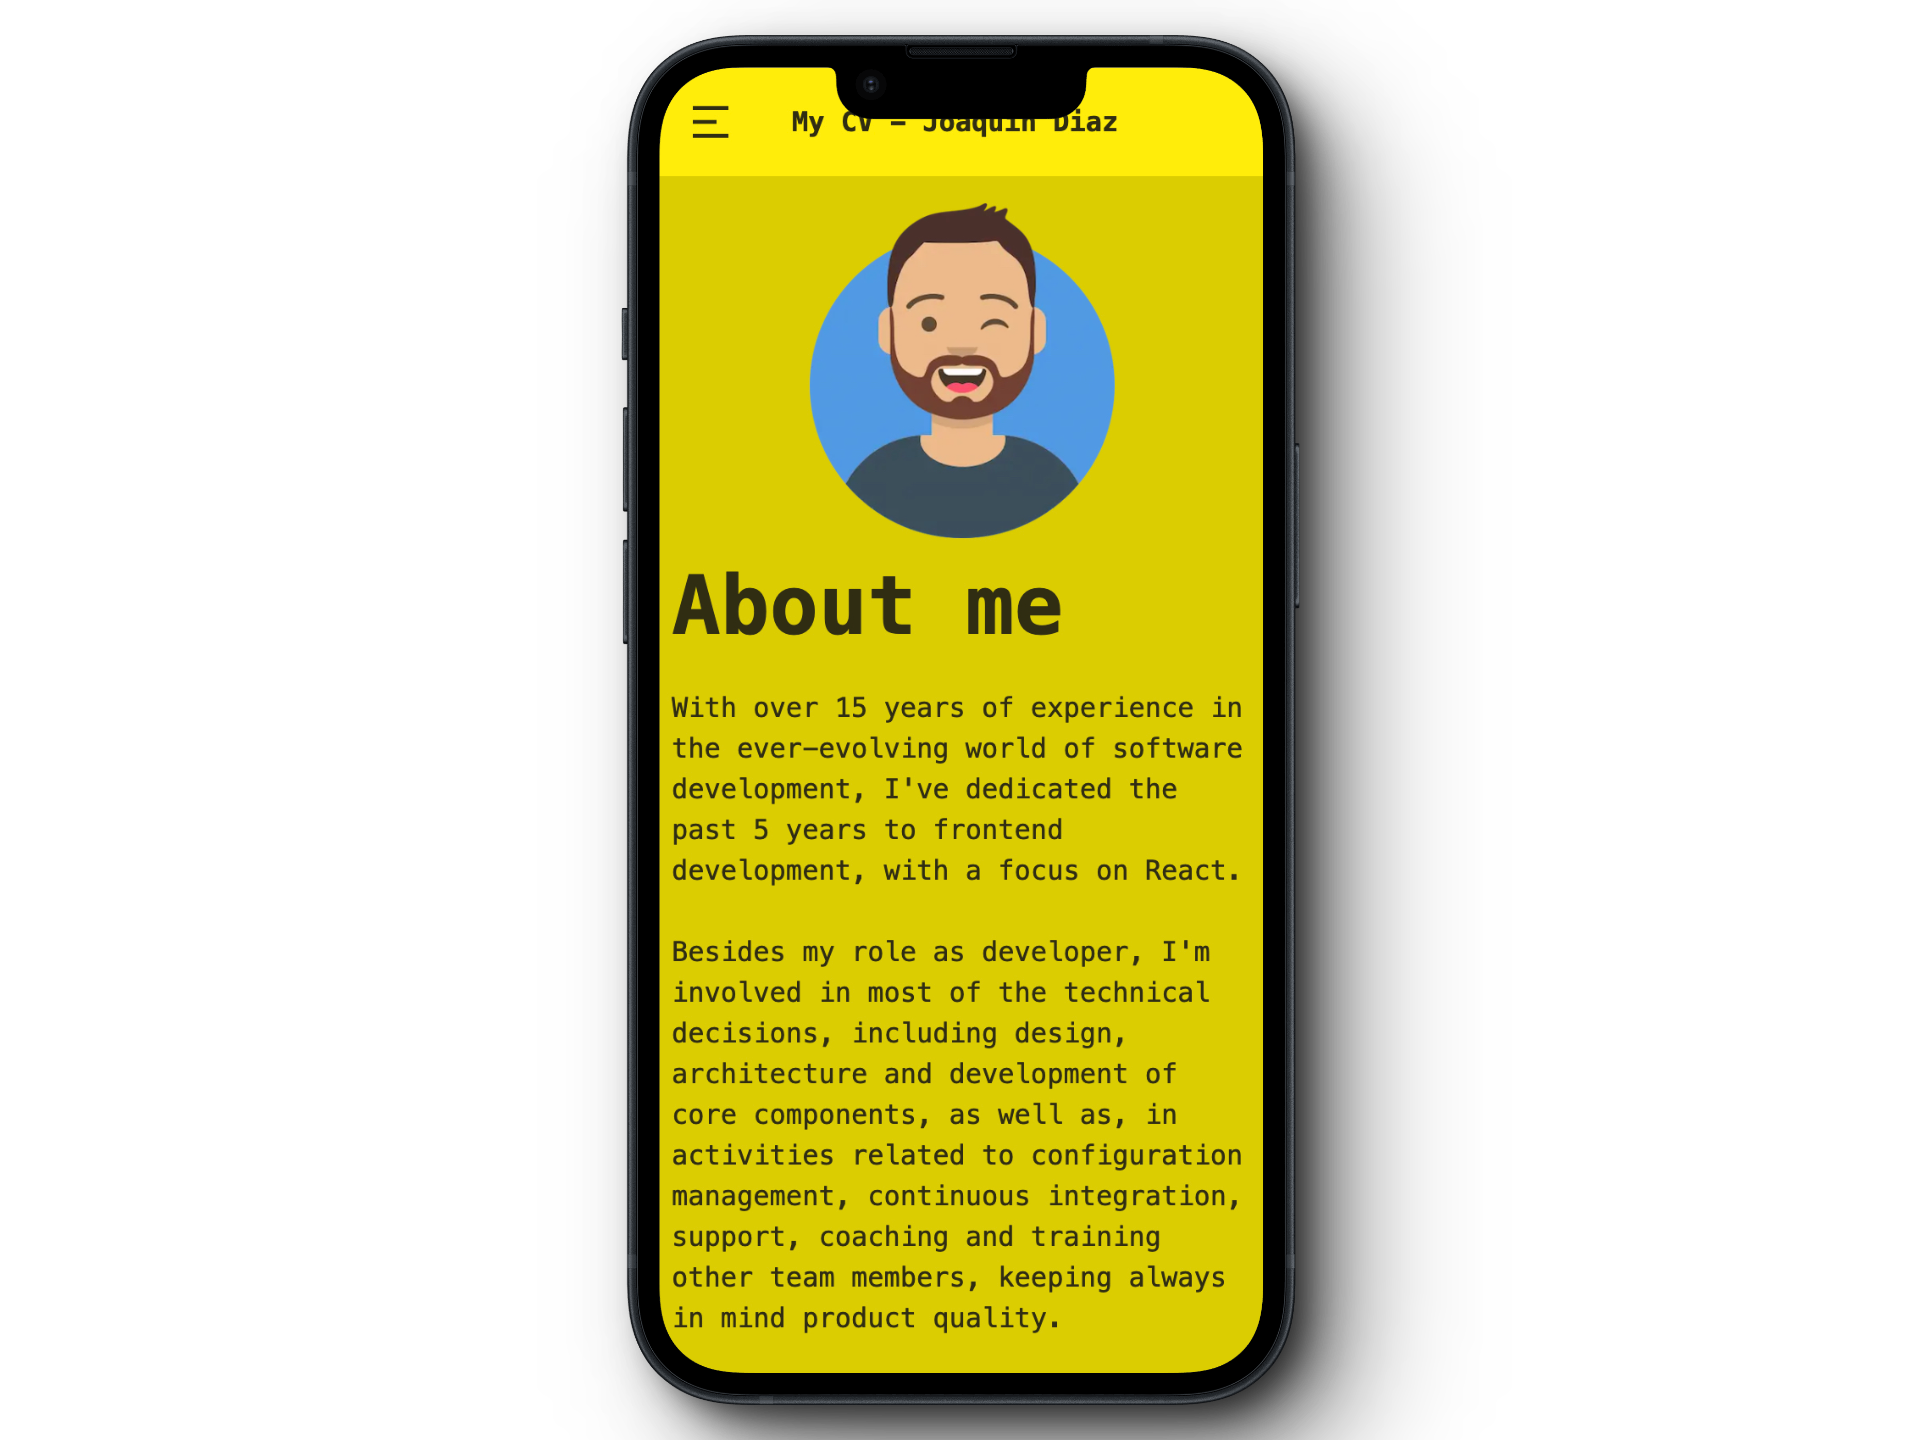 My CV - Joaquin Diaz
About me
With over 15 years of experience in
the ever-evolving world of software
development, I've dedicated the
past 5 years to frontend
development, with a focus on React.
Besides my role as developer, I'm
involved in most of the technical
decisions, including design,
architecture and development of
core components, as well as, in
activities related to configuration
management, continuous integration,
support, coaching and training
other team members, keeping always
in mind product quality.